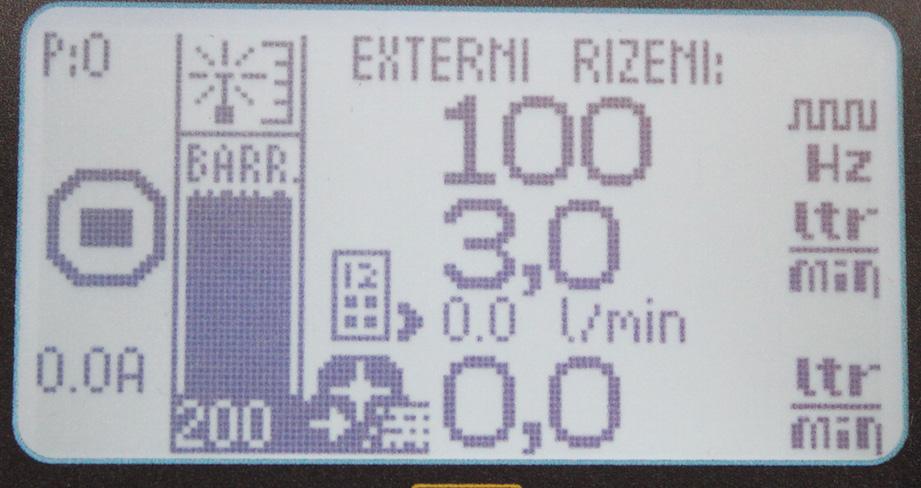 P:0
EXTERNI RIZENI:
100 Hz
BARR.
3,0 ltr/min
12
0.0 l/min
0.0A
0,0 ltr/min
200